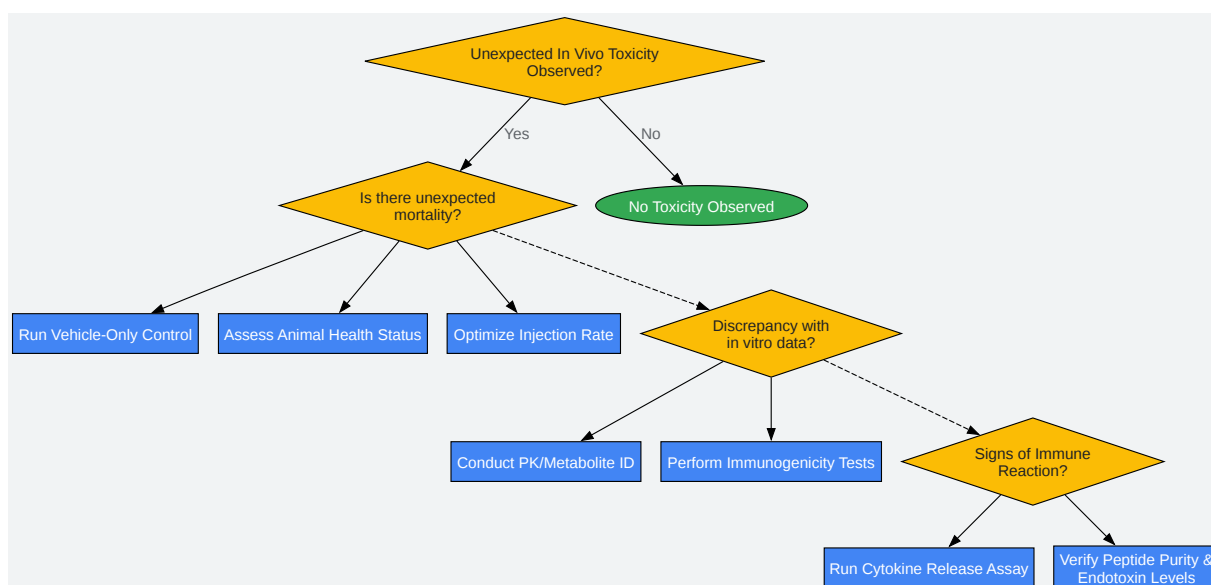 Unexpected In Vivo Toxicity
Observed?
Yes
No
Is there unexpected
mortality?
No Toxicity Observed
Run Vehicle-Only Control
Assess Animal Health Status
Optimize Injection Rate
Discrepancy with
in vitro data?
Conduct PK/Metabolite ID
Perform Immunogenicity Tests
Signs of Immune
Reaction?
Run Cytokine Release Assay
Verify Peptide Purity &
Endotoxin Levels